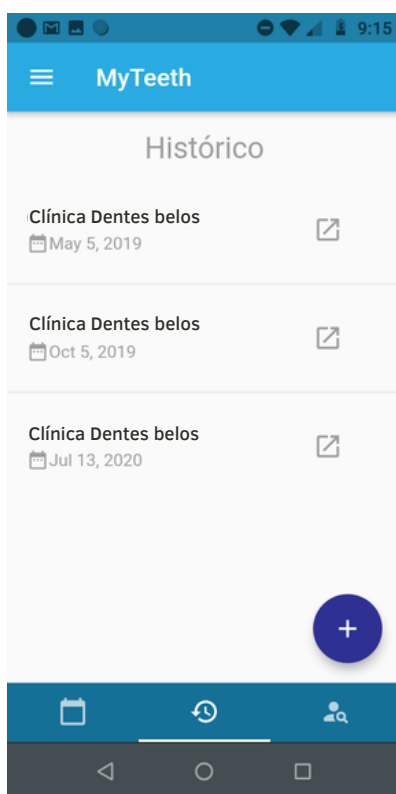 9:15
MyTeeth
Histórico
Clínica Dentes belos
May 5, 2019
Clínica Dentes belos
Oct 5, 2019
Clínica Dentes belos
Jul 13, 2020